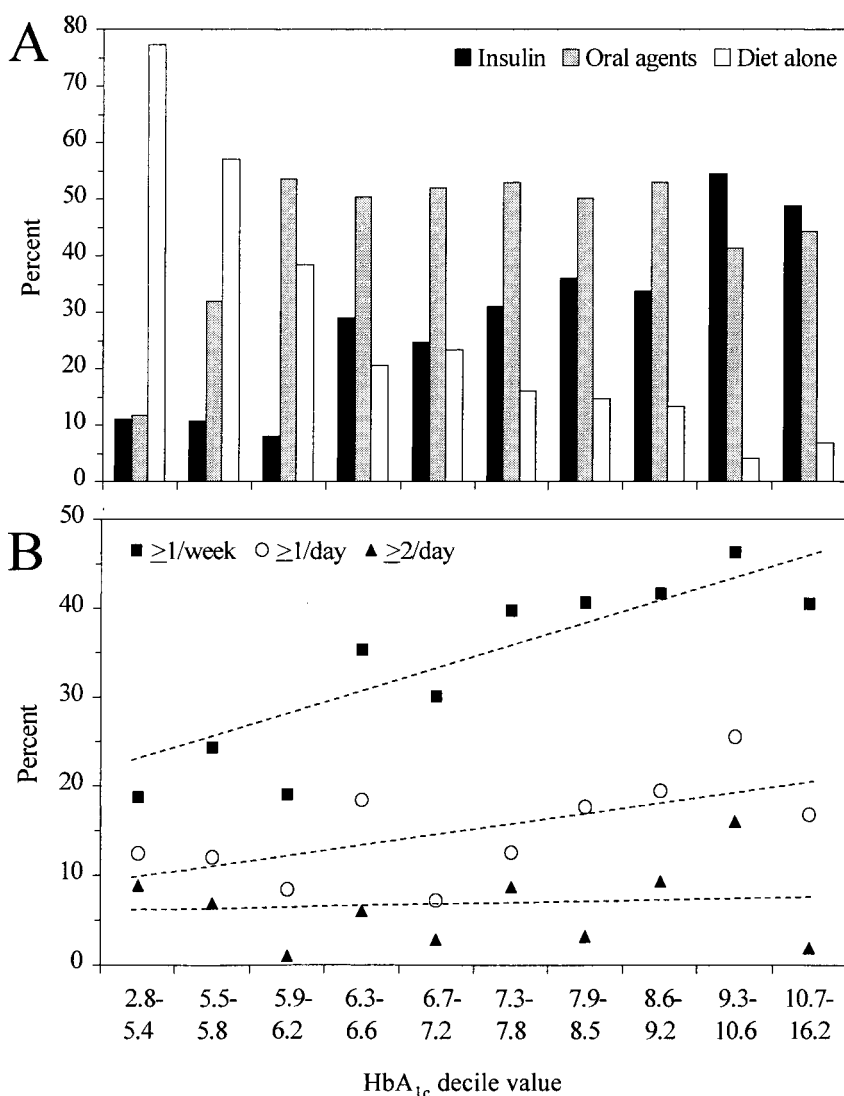 A
80
70
60
50
40
30
20
10
0
Percent
Insulin Oral agents Diet alone
B
50
40
30
20
10
0
Percent
≥1/week ≥1/day ≥2/day
2.8- 5.5- 5.9- 6.3- 6.7- 7.3- 7.9- 8.6- 9.3- 10.7-
5.4 5.8 6.2 6.6 7.2 7.8 8.5 9.2 10.6 16.2
HbA1c decile value